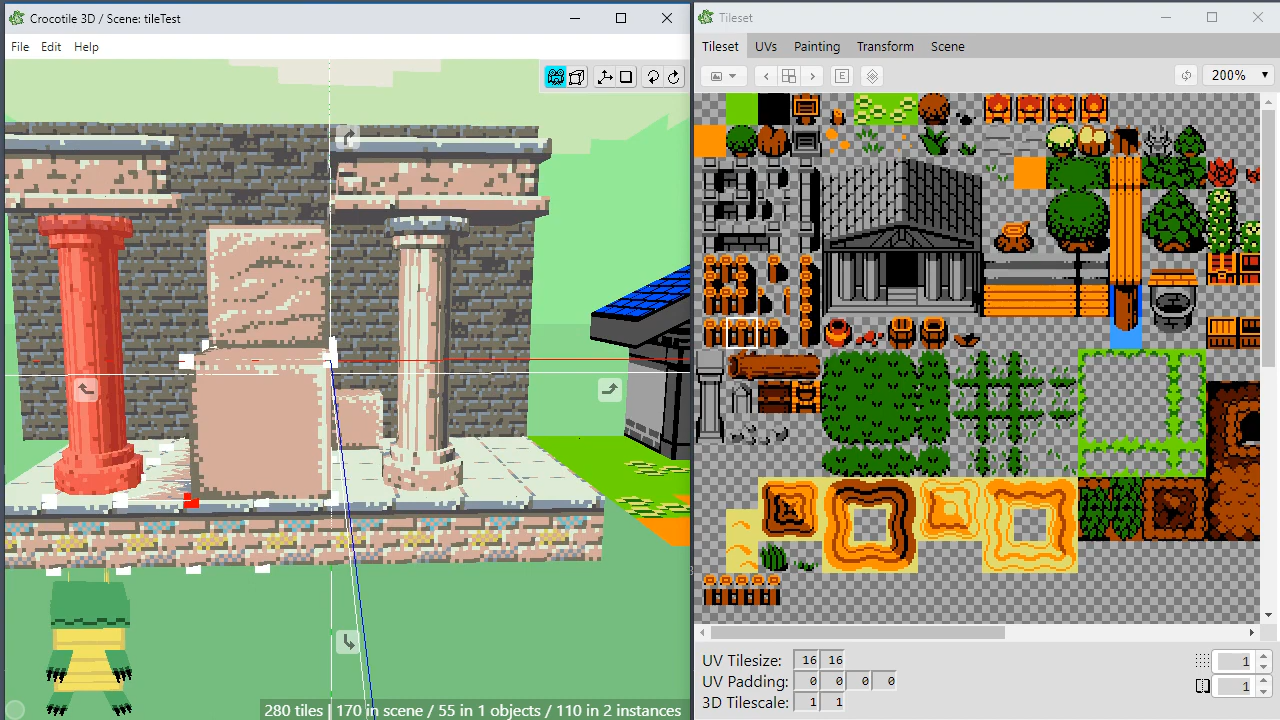 Crocotile 3D / Scene: tileTest
File Edit Help
280 tiles | 170 in scene / 55 in 1 objects / 110 in 2 instances
Tileset
Tileset UVs Painting Transform Scene
E
200%
UV Tilesize: 16 16
UV Padding: 0 0 0 0
3D Tilescale: 1 1
1
1